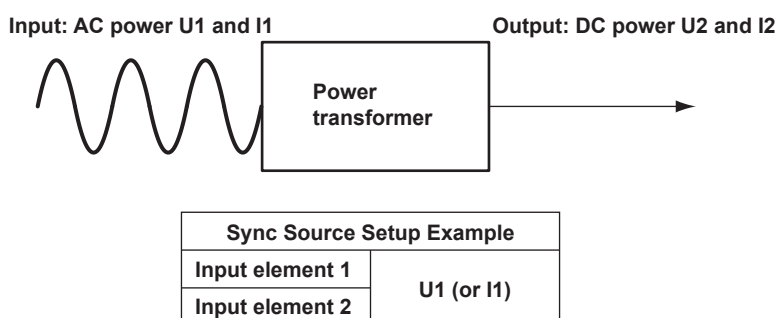 Input: AC power U1 and I1
Output: DC power U2 and I2
Power
transformer
Sync Source Setup Example
Input element 1
U1 (or I1)
Input element 2